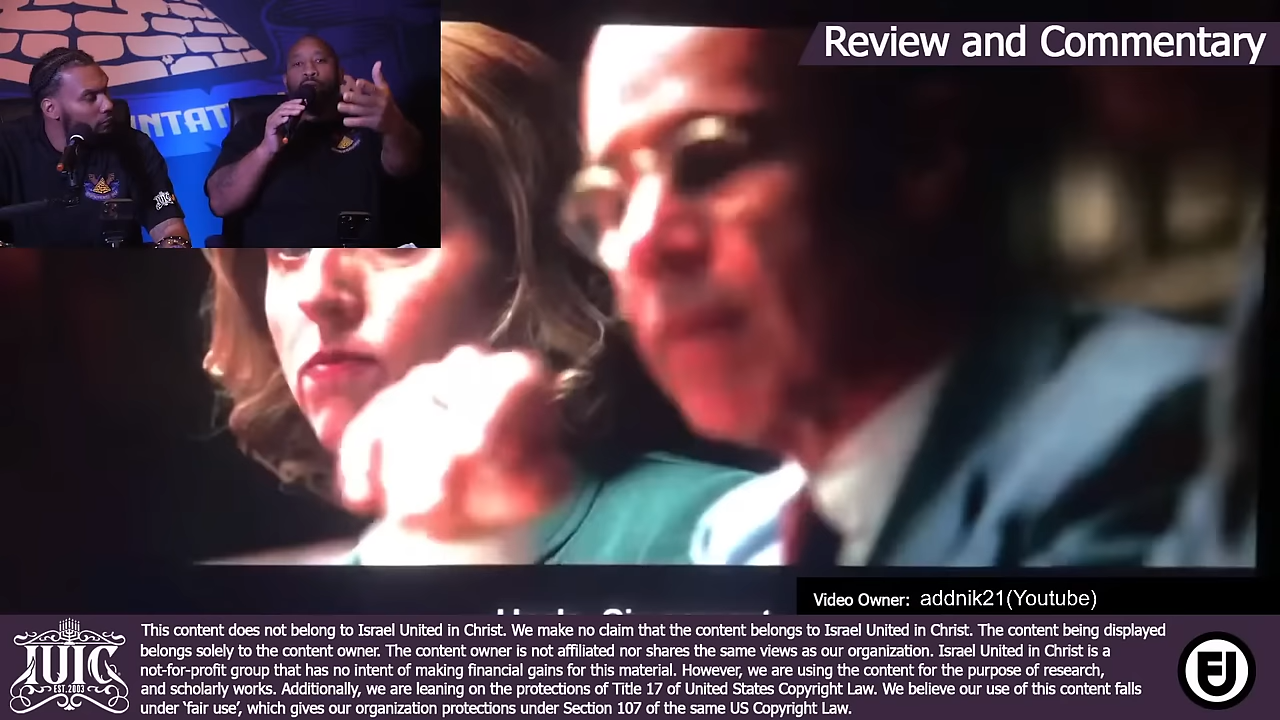 Review and Commentary
IUIC
Video Owner: addnik21(Youtube)
This content does not belong to Israel United in Christ. We make no claim that the content belongs to Israel United in Christ. The content being displayed
belongs solely to the content owner. The content owner is not affiliated nor shares the same views as our organization. Israel United in Christ is a
not-for-profit group that has no intent of making financial gains for this material. However, we are using the content for the purpose of research,
and scholarly works. Additionally, we are leaning on the protections of Title 17 of United States Copyright Law. We believe our use of this content falls
under 'fair use', which gives our organization protections under Section 107 of the same US Copyright Law.
IUIC
EST. 2003